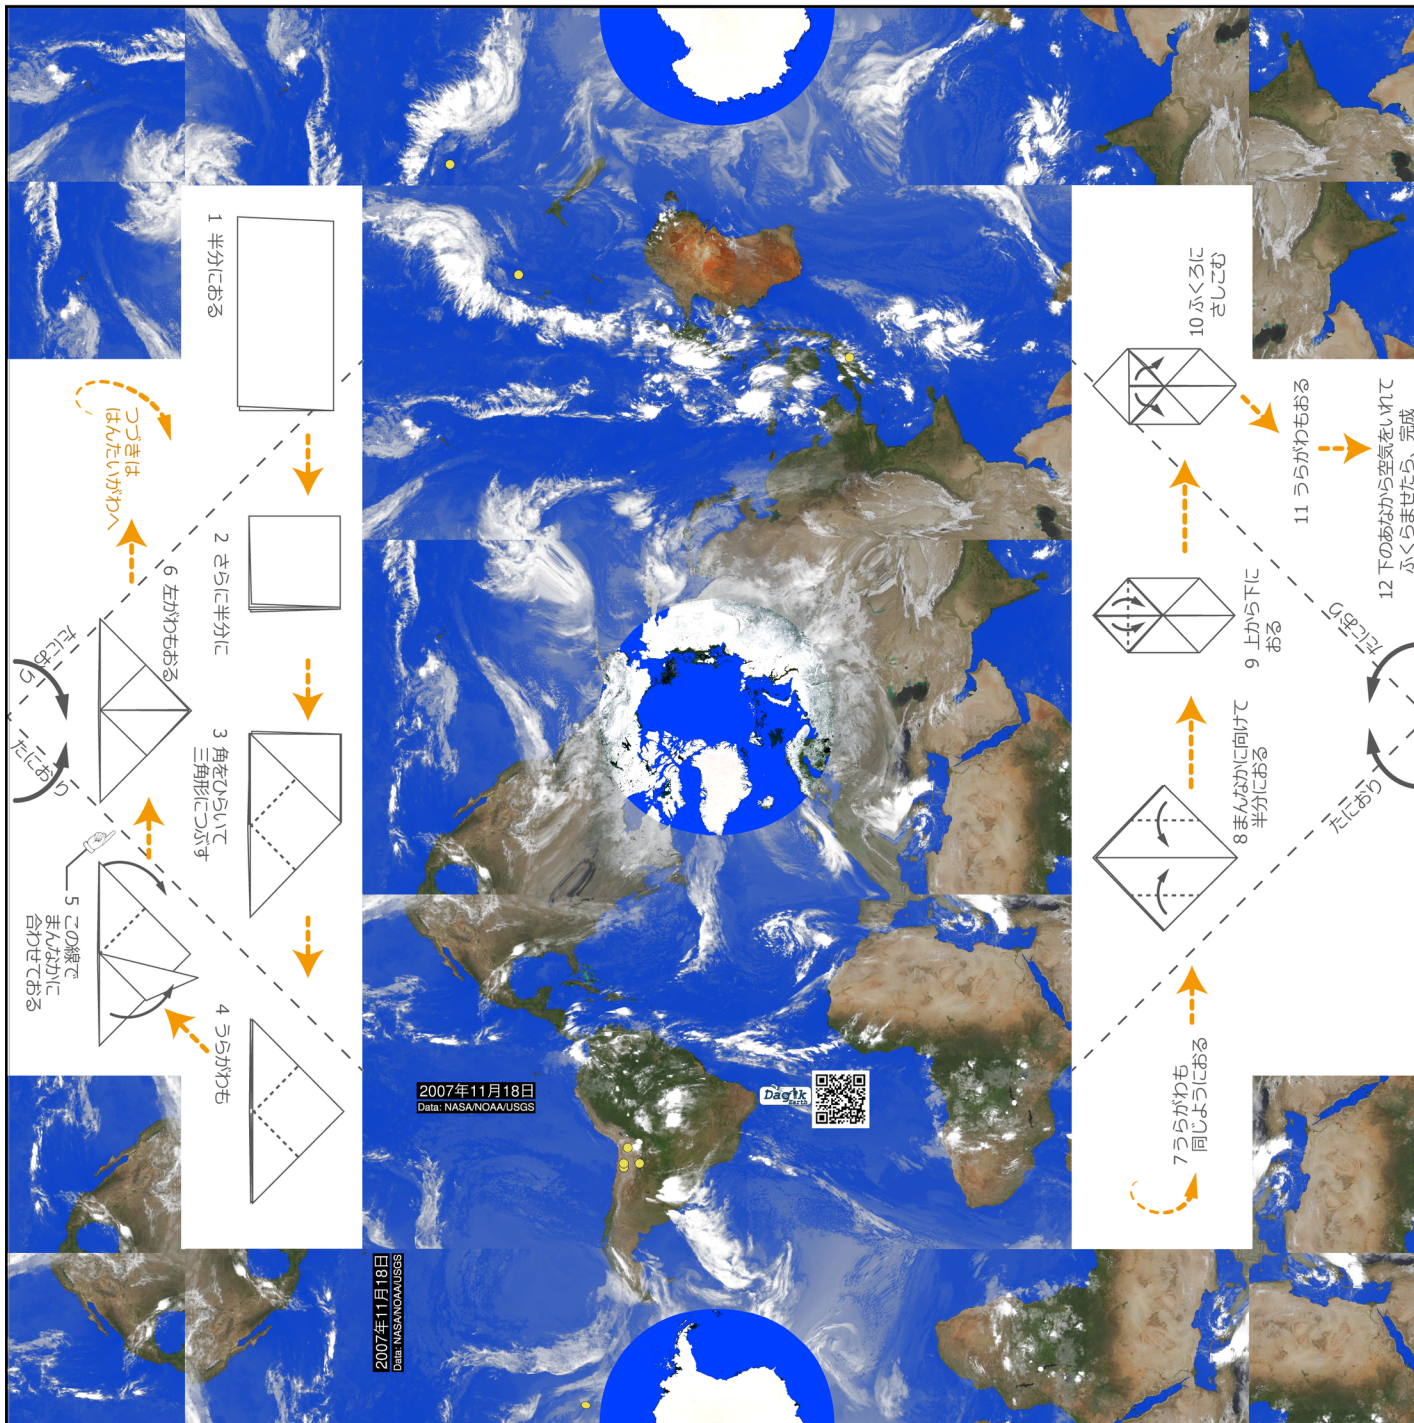 1 半分におる
2 さらに半分に
3 角をひらいて
三角形につぶす
4 うらがわも
5 この線で
まんなかに
合わせておる
6 左がわもおる
つづきは
はんたいがわへ
たにおり
たにおり
7 うらがわも
同じようにおる
8 まんなかに向けて
半分におる
9 上から下に
おる
10 ふくろに
さしこむ
11 うらがわもおる
12 下のあなから空気をいれて
ふくらませたら、完成
たにおり
たにおり
2007年11月18日
Data: NASA/NOAA/USGS
Dagik
Earth
2007年11月18日
Data: NASA/NOAA/USGS